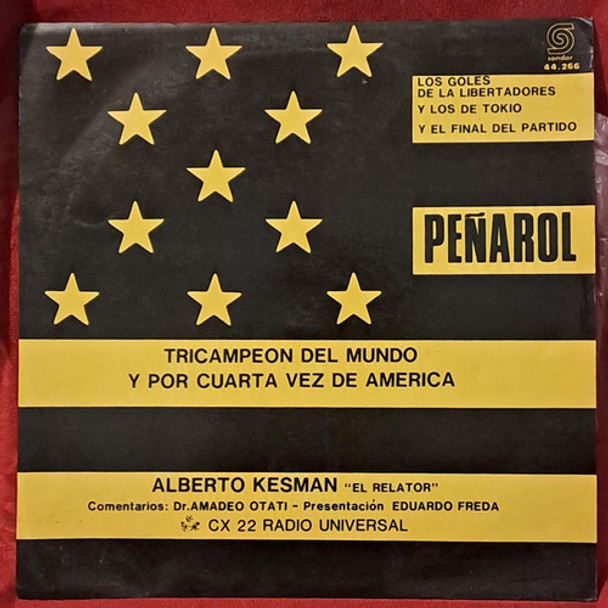 sondor
44.266
LOS GOLES
DE LA LIBERTADORES
Y LOS DE TOKIO
Y EL FINAL DEL PARTIDO
PEÑAROL
TRICAMPEON DEL MUNDO
Y POR CUARTA VEZ DE AMERICA
ALBERTO KESMAN "EL RELATOR"
Comentarios: Dr. AMADEO OTATI - Presentación EDUARDO FREDA
CX 22 RADIO UNIVERSAL